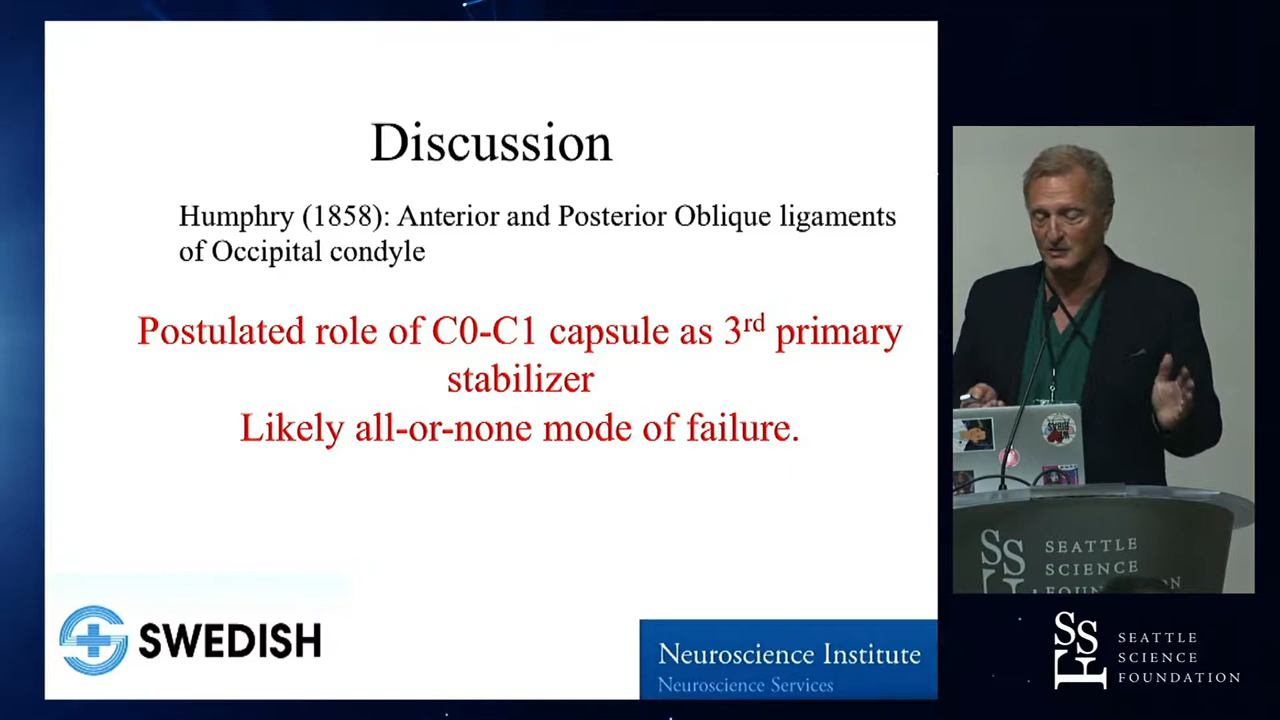 Discussion
Humphry (1858): Anterior and Posterior Oblique ligaments
of Occipital condyle
Postulated role of C0-C1 capsule as 3rd primary
stabilizer
Likely all-or-none mode of failure.
SWEDISH
Neuroscience Institute
Neuroscience Services
SEATTLE
SCIENCE
FOUNDATION
SSF
SEATTLE
SCIENCE
FOUNDATION